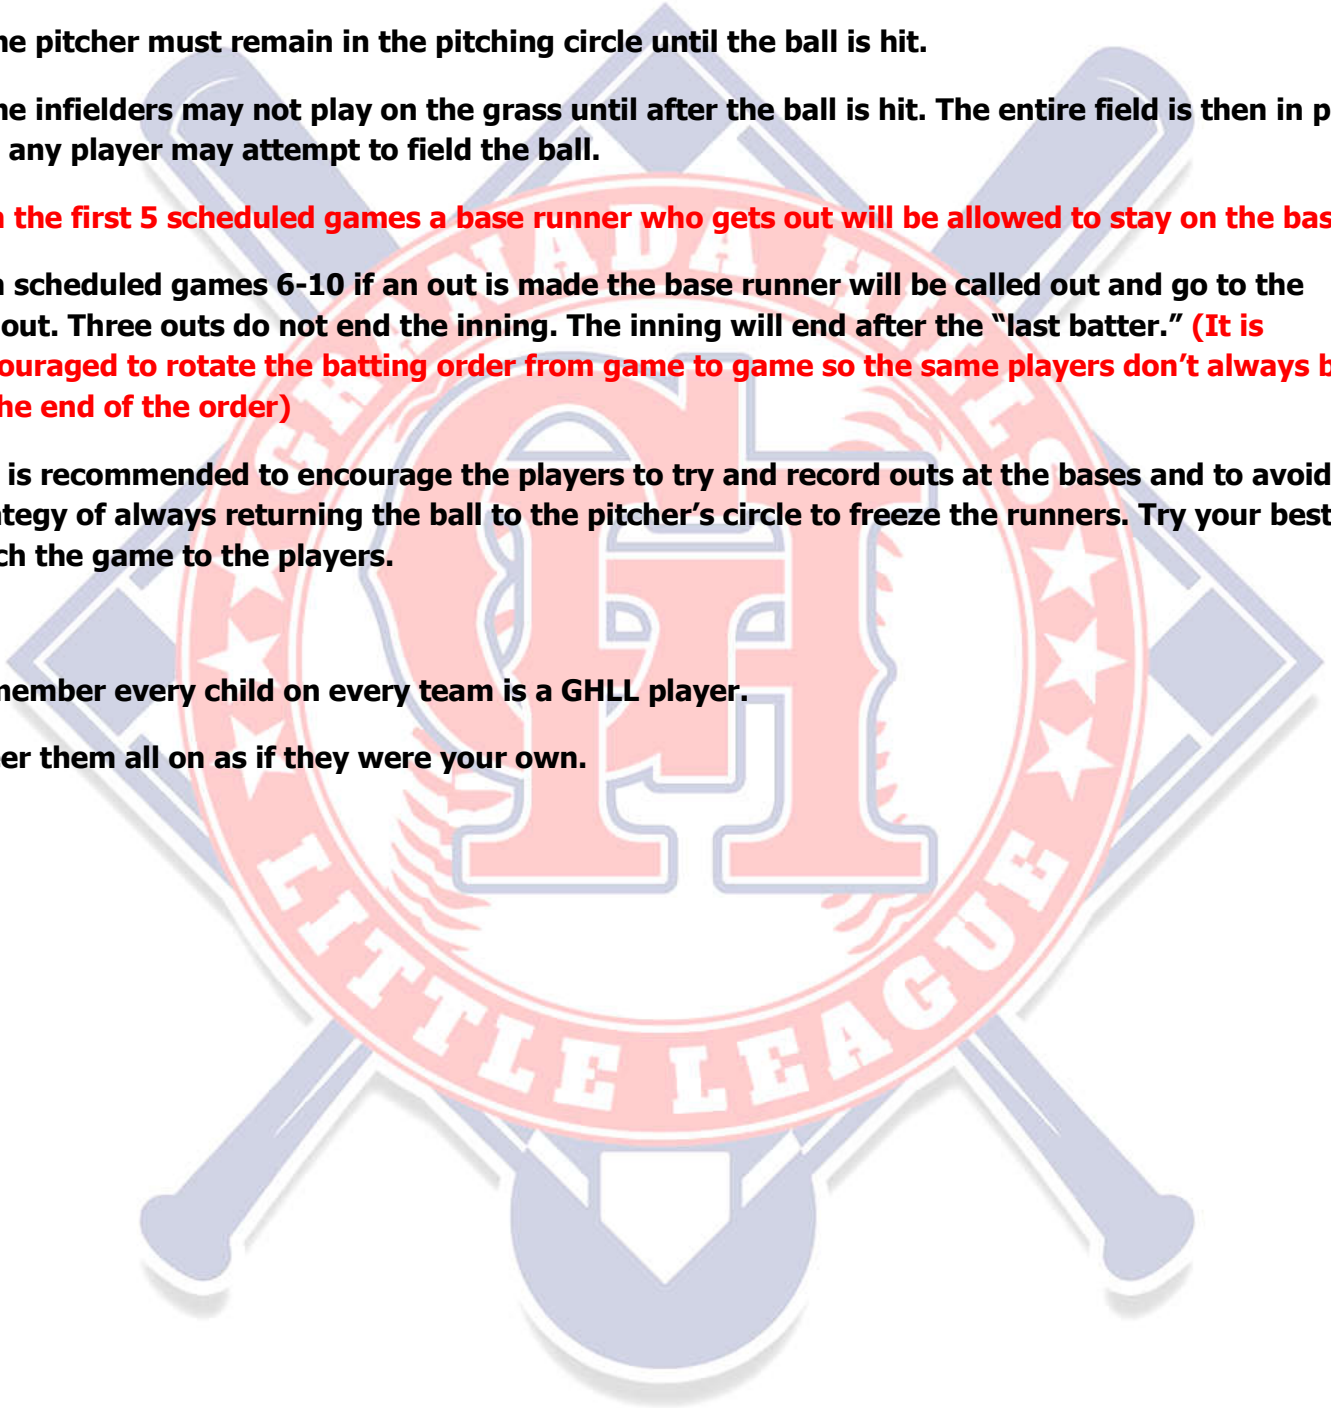 he pitcher must remain in the pitching circle until the ball is hit.
he infielders may not play on the grass until after the ball is hit. The entire field is then in p
any player may attempt to field the ball.
n the first 5 scheduled games a base runner who gets out will be allowed to stay on the bas
n scheduled games 6-10 if an out is made the base runner will be called out and go to the
out. Three outs do not end the inning. The inning will end after the “last batter.” (It is
ouraged to rotate the batting order from game to game so the same players don’t always b
he end of the order)
is recommended to encourage the players to try and record outs at the bases and to avoid
tegy of always returning the ball to the pitcher’s circle to freeze the runners. Try your best
ch the game to the players.
member every child on every team is a GHLL player.
er them all on as if they were your own.
GRANADA HILLS
GH
LITTLE LEAGUE